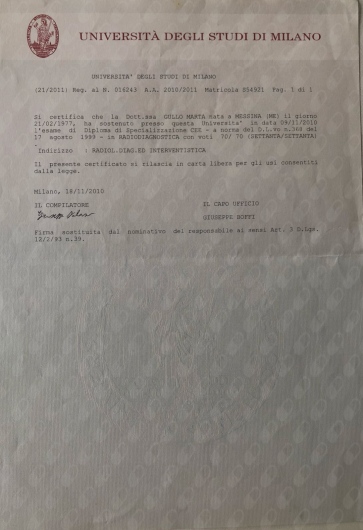 UNIVERSITÀ DEGLI STUDI DI MILANO
UNIVERSITA' DEGLI STUDI DI MILANO
(21/2011) Reg. al N. 016243 A.A. 2010/2011 Matricola 854921 Pag. 1 di 1
Si certifica che la Dott.ssa GULLO MARTA nata a MESSINA (ME) il giorno
21/02/1977, ha sostenuto presso questa Universita' in data 09/11/2010
l'esame di Diploma di Specializzazione CEE - a norma del D.L.vo n.368 del
17 agosto 1999 - in RADIODIAGNOSTICA con voti 70/ 70 (SETTANTA/SETTANTA)
Indirizzo : RADIOL.DIAG.ED INTERVENTISTICA
Il presente certificato si rilascia in carta libera per gli usi consentiti
dalla legge.
Milano, 18/11/2010
IL COMPILATORE
IL CAPO UFFICIO
GIUSEPPE BOFFI
Firma sostituita dal nominativo del responsabile ai sensi Art. 3 D.Lgs.
12/2/93 n.39.